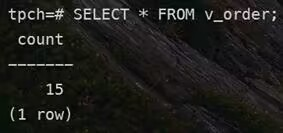 tpch=# SELECT * FROM v_order;
 count
-------
    15
(1 row)